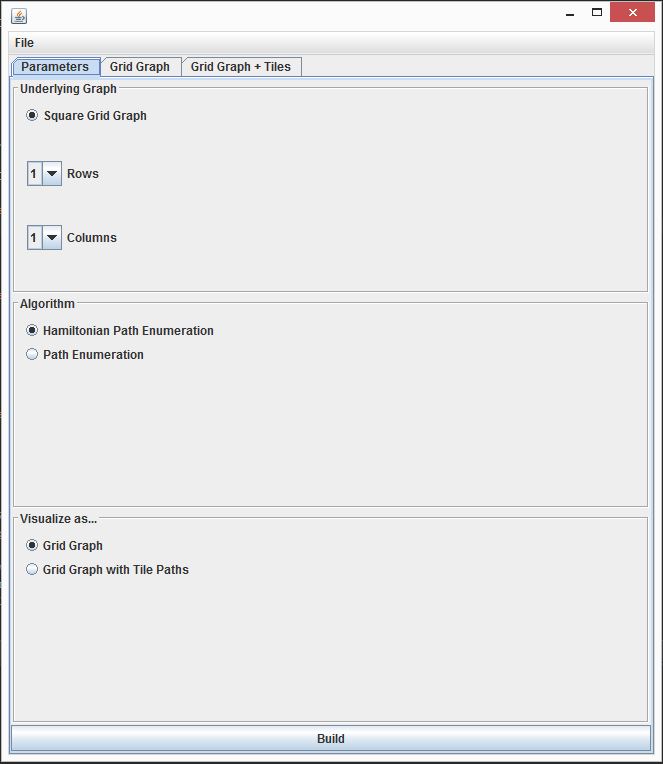 File
Parameters Grid Graph Grid Graph + Tiles
Underlying Graph
Square Grid Graph
1 Rows
1 Columns
Algorithm
Hamiltonian Path Enumeration
Path Enumeration
Visualize as...
Grid Graph
Grid Graph with Tile Paths
Build